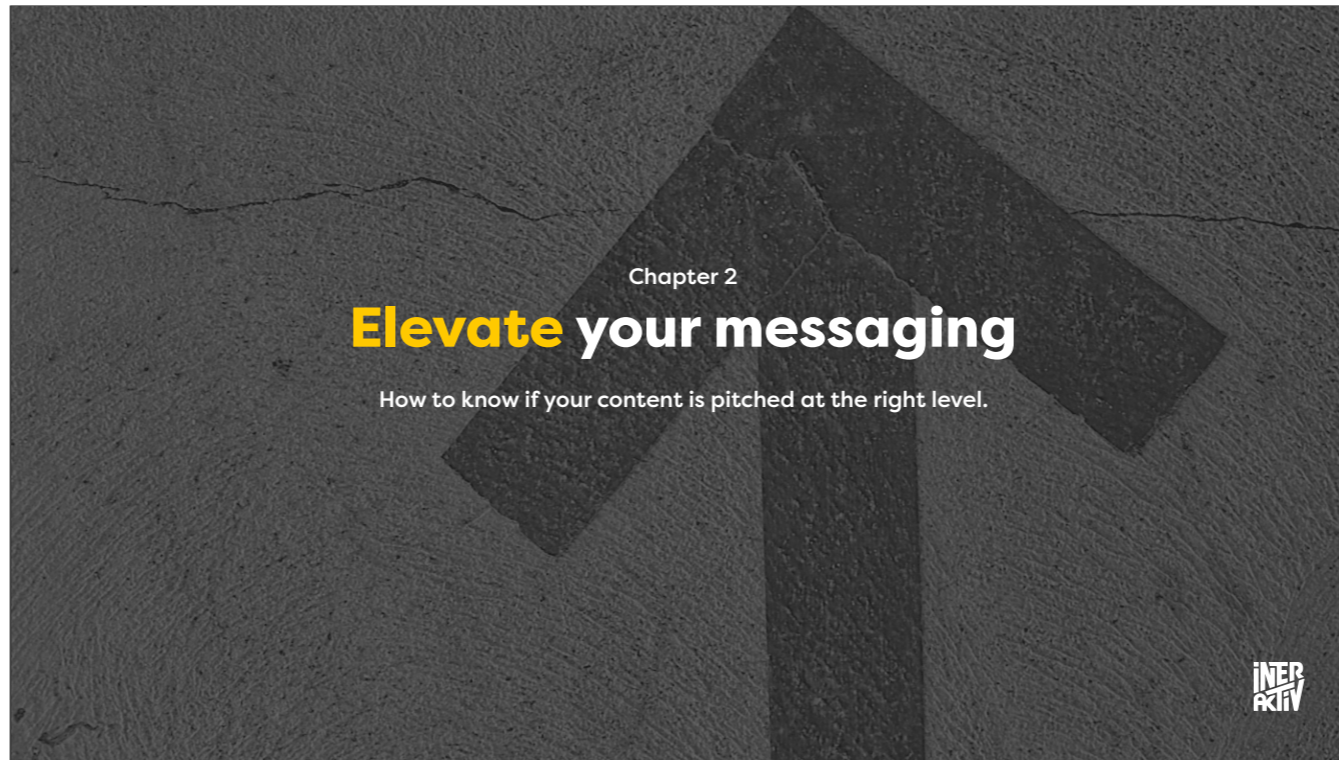 Chapter 2
Elevate your messaging
How to know if your content is pitched at the right level.
iNER
AKTiV